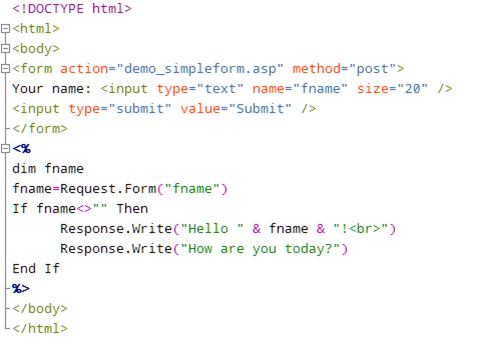 <!DOCTYPE html>
<html>
<body>
<form action="demo_simpleform.asp" method="post">
Your name: <input type="text" name="fname" size="20" />
<input type="submit" value="Submit" />
</form>
<%
dim fname
fname=Request.Form("fname")
If fname<>"" Then
      Response.Write("Hello " & fname & "!<br>")
      Response.Write("How are you today?")
End If
%>
</body>
</html>